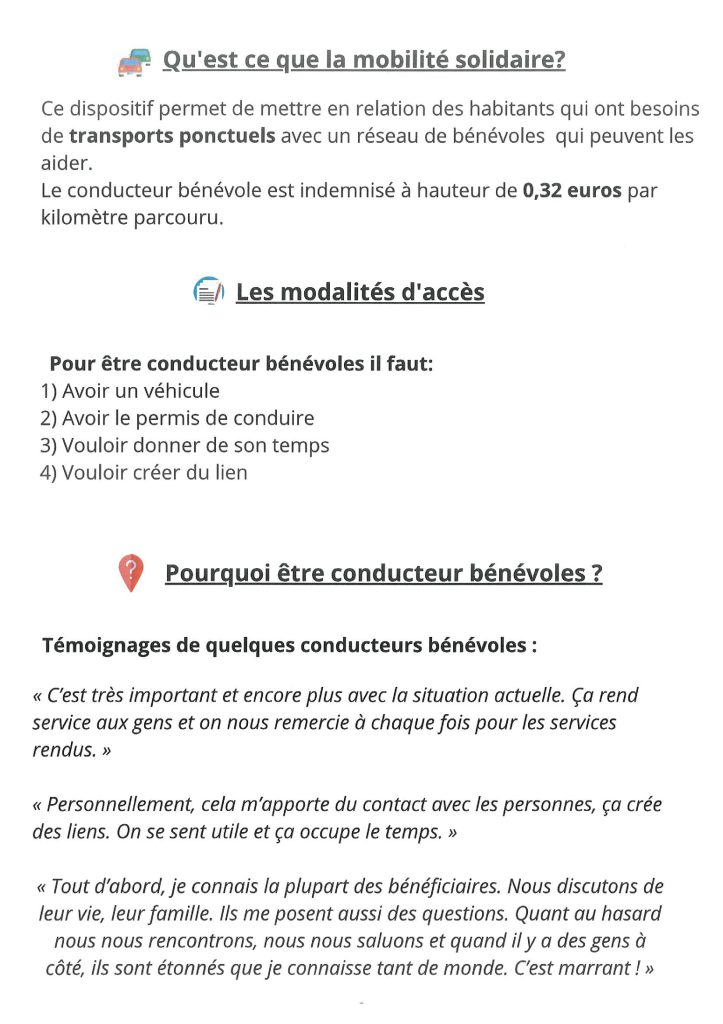 Qu'est ce que la mobilité solidaire?
Ce dispositif permet de mettre en relation des habitants qui ont besoins
de transports ponctuels avec un réseau de bénévoles qui peuvent les
aider.
Le conducteur bénévole est indemnisé à hauteur de 0,32 euros par
kilomètre parcouru.
Les modalités d'accès
Pour être conducteur bénévoles il faut:
1) Avoir un véhicule
2) Avoir le permis de conduire
3) Vouloir donner de son temps
4) Vouloir créer du lien
?
Pourquoi être conducteur bénévoles ?
Témoignages de quelques conducteurs bénévoles :
« C’est très important et encore plus avec la situation actuelle. Ça rend
service aux gens et on nous remercie à chaque fois pour les services
rendus. »
« Personnellement, cela m’apporte du contact avec les personnes, ça crée
des liens. On se sent utile et ça occupe le temps. »
« Tout d’abord, je connais la plupart des bénéficiaires. Nous discutons de
leur vie, leur famille. Ils me posent aussi des questions. Quant au hasard
nous nous rencontrons, nous nous saluons et quand il y a des gens à
côté, ils sont étonnés que je connaisse tant de monde. C’est marrant ! »